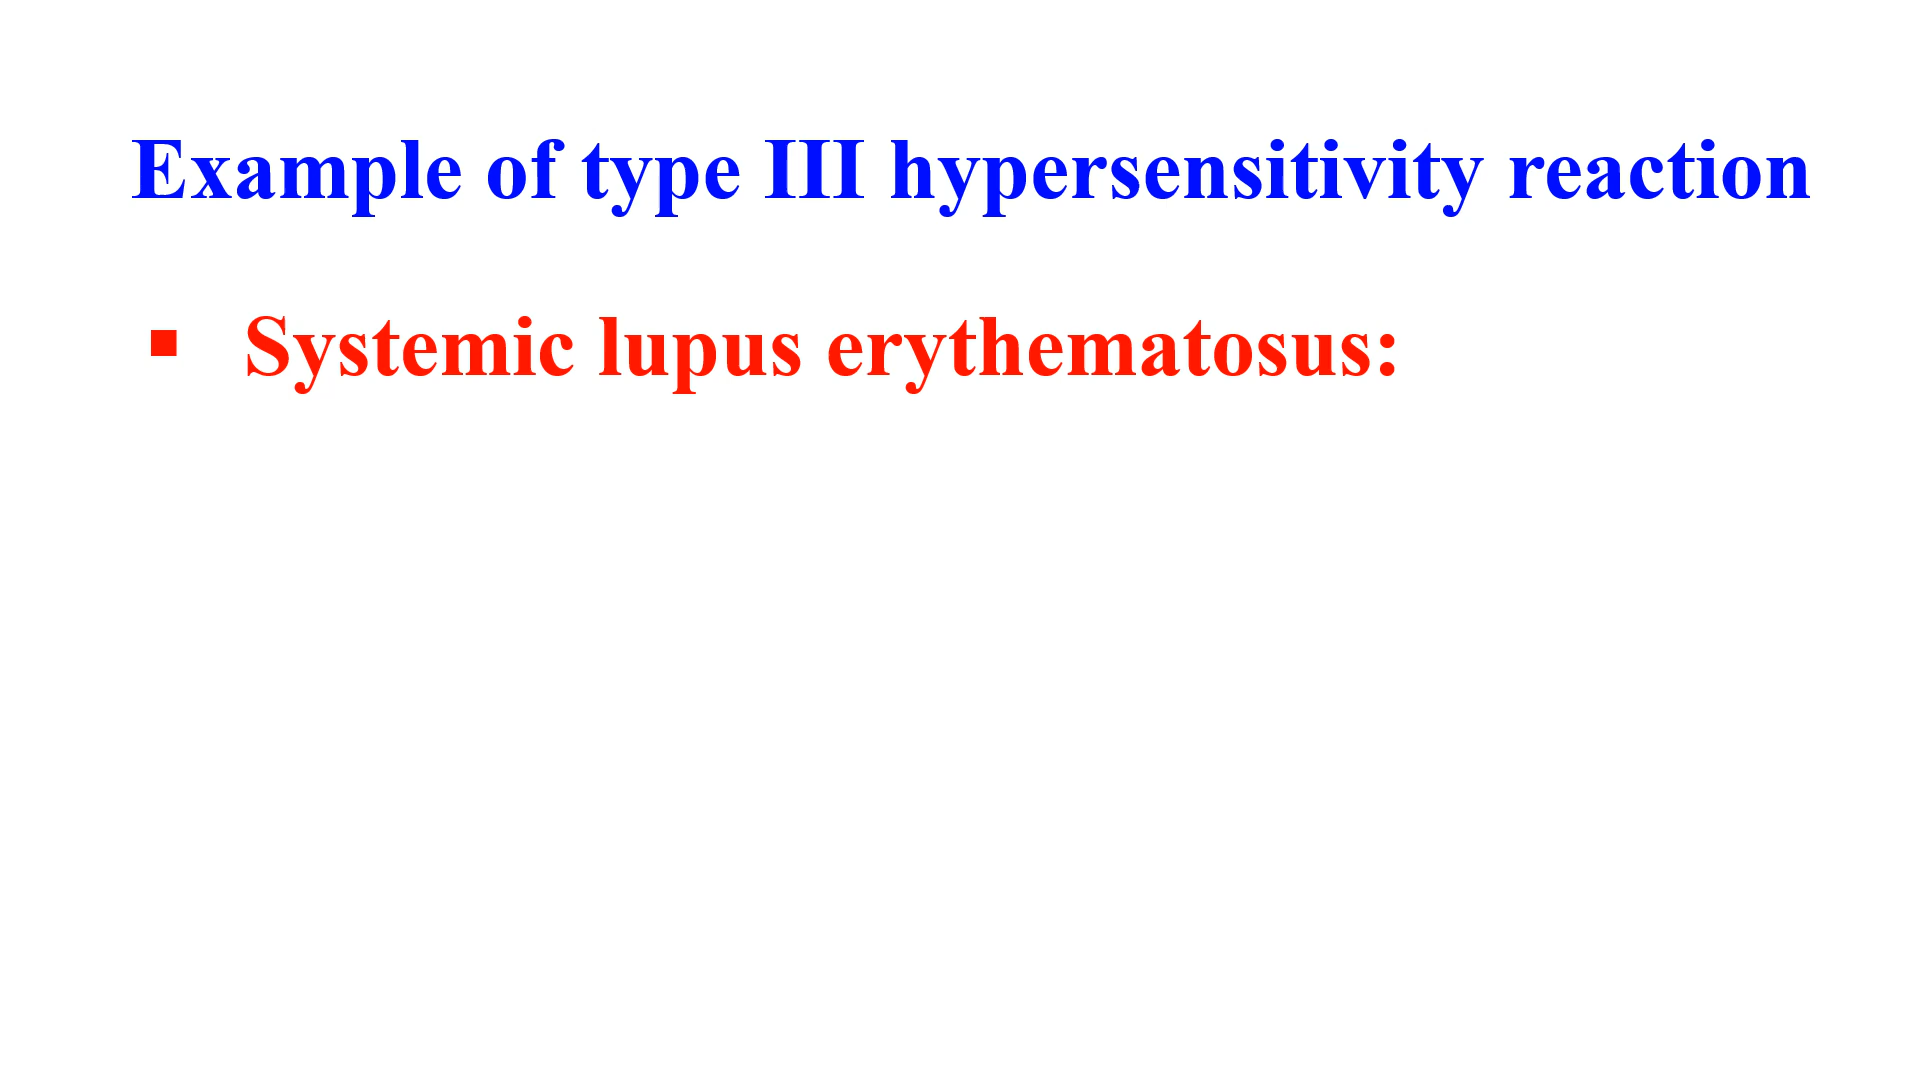 Example of type III hypersensitivity reaction
▪ Systemic lupus erythematosus: